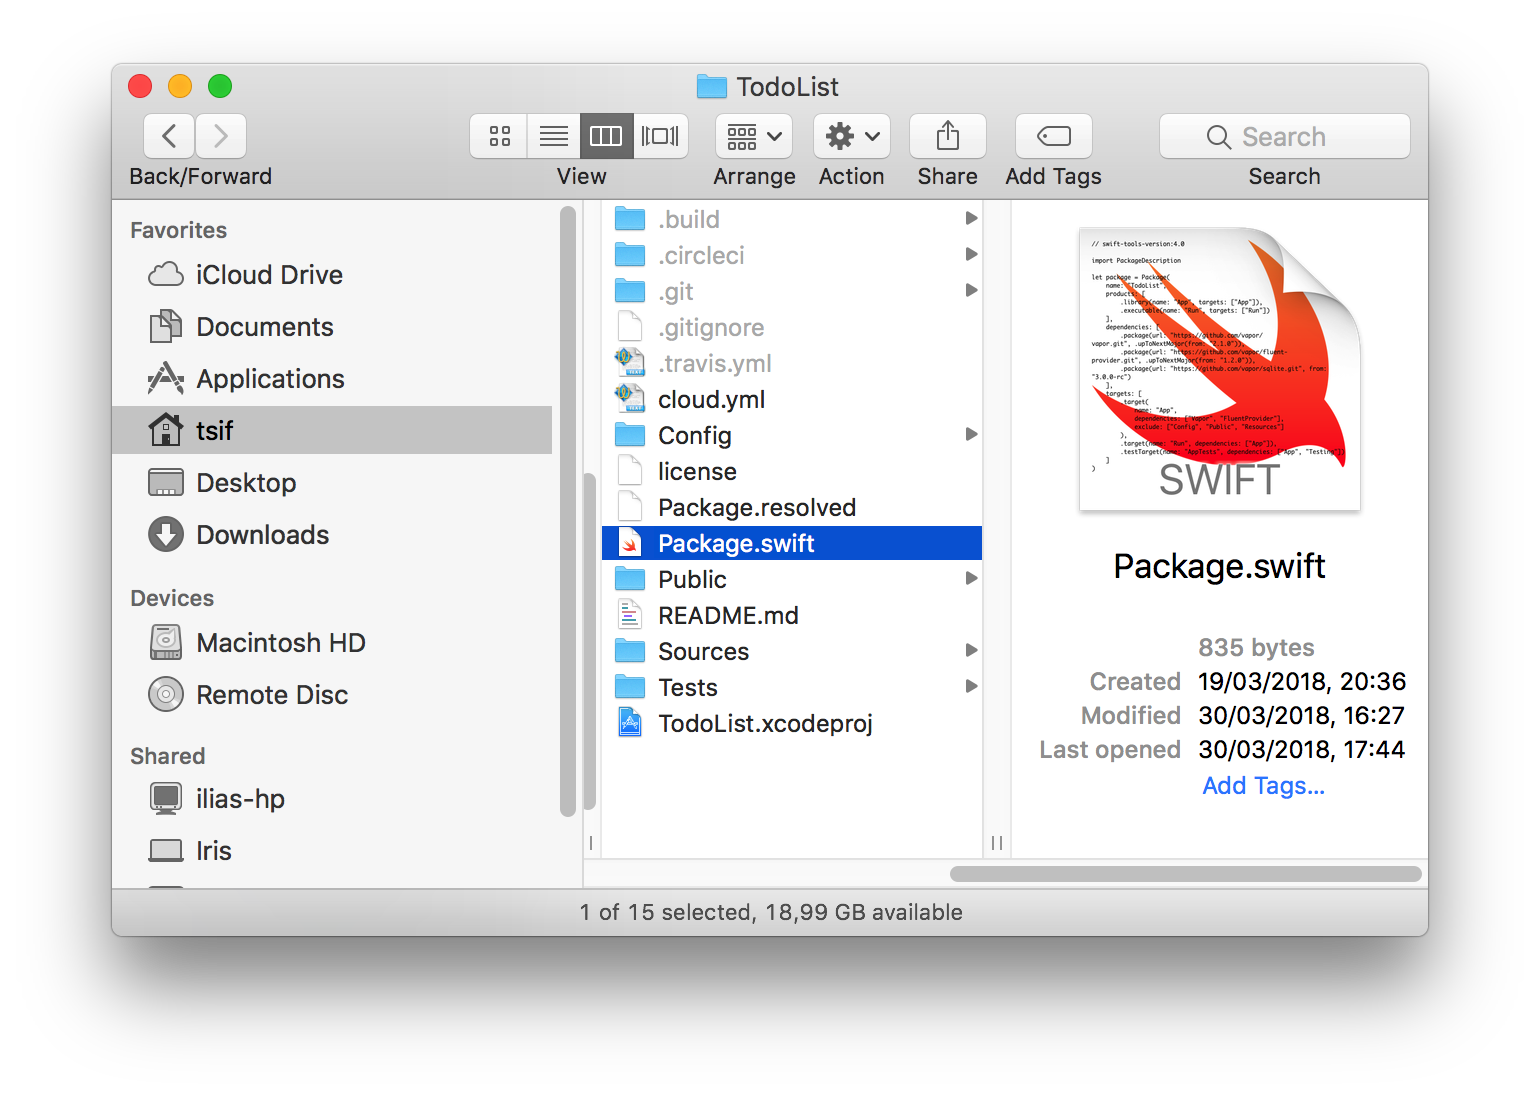 TodoList
Search
Back/Forward
View
Arrange
Action
Share
Add Tags
Search
Favorites
iCloud Drive
Documents
Applications
tsif
Desktop
Downloads
Devices
Macintosh HD
Remote Disc
Shared
ilias-hp
Iris
.build
.circleci
.git
.gitignore
.travis.yml
cloud.yml
Config
license
Package.resolved
Package.swift
Public
README.md
Sources
Tests
TodoList.xcodeproj
// swift-tools-version:4.0
import PackageDescription
let package = Package(
name: "TodoList",
products: [
.library(name: "App", targets: ["App"]),
.executable(name: "Run", targets: ["Run"])
],
dependencies: [
.package(url: "https://github.com/vapor/
vapor.git", .upToNextMajor(from: "2.1.0")),
.package(url: "https://github.com/vapor/fluent-
provider.git", .upToNextMajor(from: "1.2.0")),
.package(url: "https://github.com/vapor/sqlite.git", from:
"3.0.0-rc")
],
targets: [
.target(
name: "App",
dependencies: ["Vapor", "FluentProvider"],
exclude: ["Config", "Public", "Resources"]
),
.target(name: "Run", dependencies: ["App"]),
.testTarget(name: "AppTests", dependencies: ["App", "Testing"])
]
)
SWIFT
Package.swift
835 bytes
Created 19/03/2018, 20:36
Modified 30/03/2018, 16:27
Last opened 30/03/2018, 17:44
Add Tags...
1 of 15 selected, 18,99 GB available